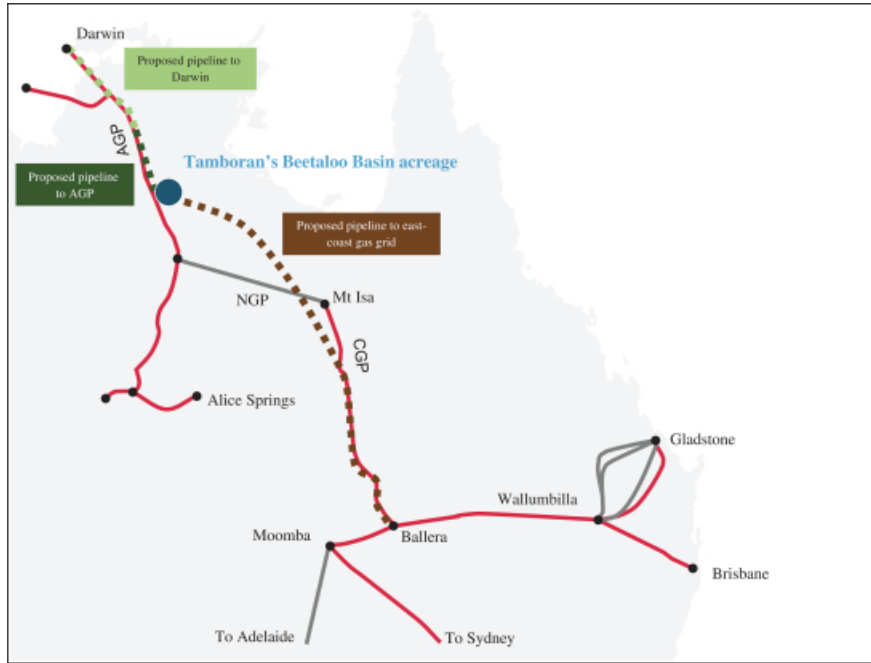 Darwin
Proposed pipeline to
Darwin
AGP
Tamboran's Beetaloo Basin acreage
Proposed pipeline
to AGP
Proposed pipeline to east-
coast gas grid
NGP
Mt Isa
CGP
Alice Springs
Gladstone
Wallumbilla
Moomba
Ballera
Brisbane
To Adelaide
To Sydney